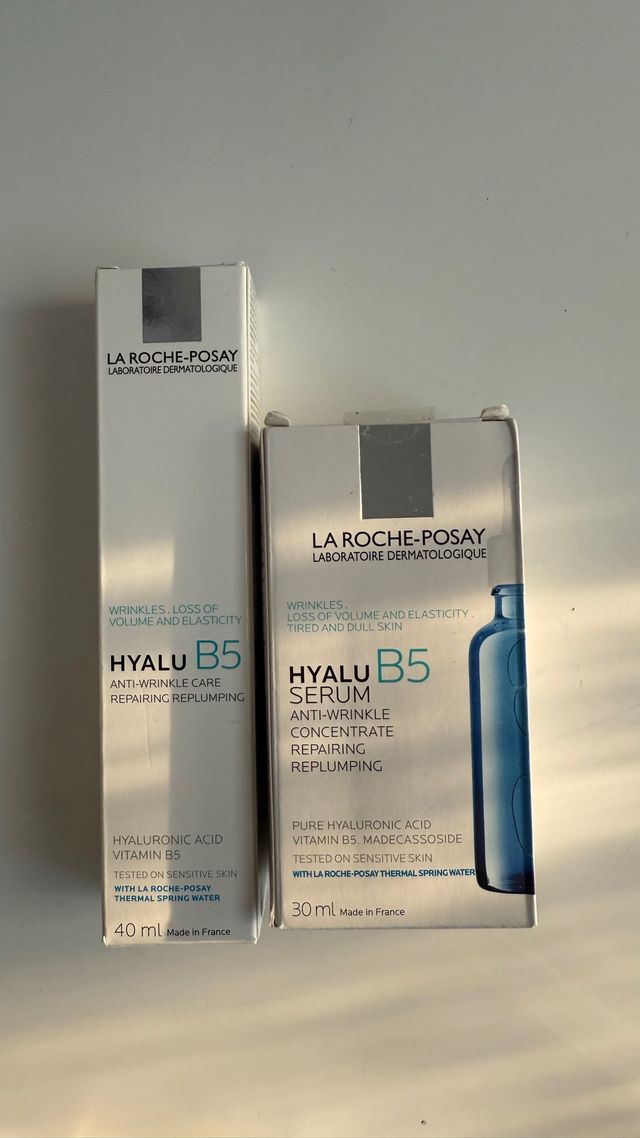 LA ROCHE-POSAY
LABORATOIRE DERMATOLOGIQUE
WRINKLES . LOSS OF
VOLUME AND ELASTICITY
HYALU B5
ANTI-WRINKLE CARE
REPAIRING REPLUMPING
HYALURONIC ACID
VITAMIN B5
TESTED ON SENSITIVE SKIN
WITH LA ROCHE-POSAY
THERMAL SPRING WATER
40 ml Made in France
LA ROCHE-POSAY
LABORATOIRE DERMATOLOGIQUE
WRINKLES .
LOSS OF VOLUME AND ELASTICITY .
TIRED AND DULL SKIN
HYALU B5
SERUM
ANTI-WRINKLE
CONCENTRATE
REPAIRING
REPLUMPING
PURE HYALURONIC ACID
VITAMIN B5. MADECASSOSIDE
TESTED ON SENSITIVE SKIN
WITH LA ROCHE-POSAY THERMAL SPRING WATER
30 ml Made in France